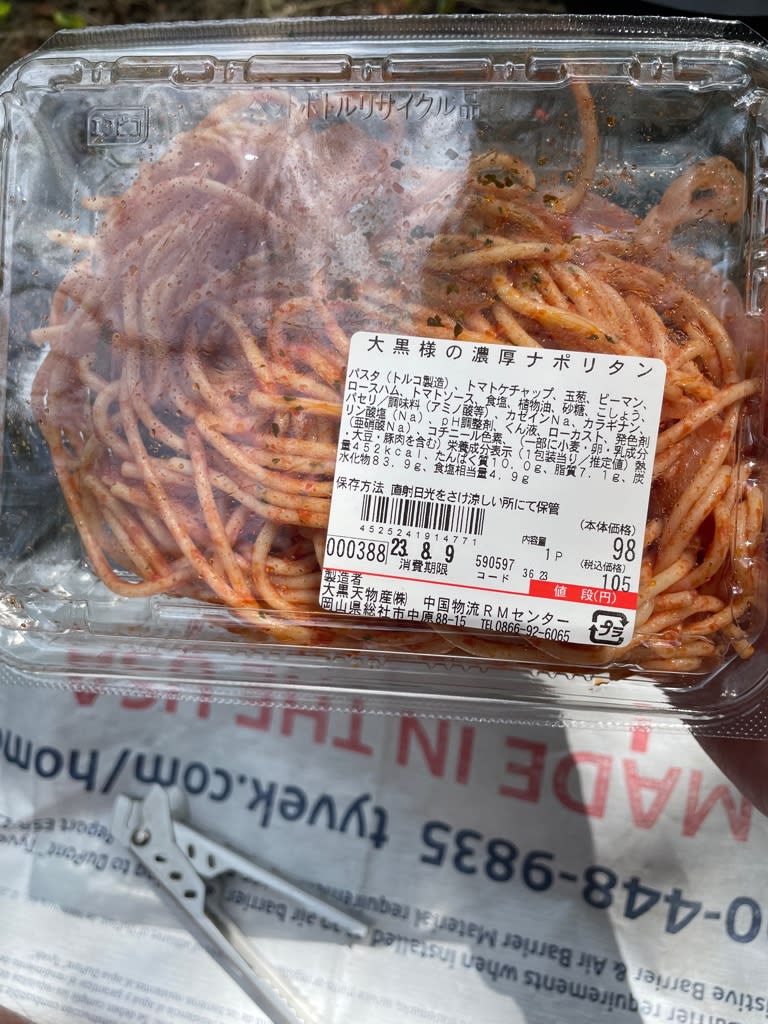 エフピコ
トボトルリサイクル品
大黒様の濃厚ナポリタン
パスタ（トルコ製造）、トマトケチャップ、玉葱、ピーマン、
ロースハム、トマトソース、食塩、植物油、砂糖、こしょう、
パセリ/調味料（アミノ酸等）、カゼインNa、カラギナン、
リン酸塩（Na）、pH調整剤、くん液、ローカスト、発色剤
（亜硝酸Na）、コチニール色素、（一部に小麦・卵・乳成分
・大豆・豚肉を含む）栄養成分表示（1包装当り／推定値）熱
量452kcal、たんぱく質10.0g、脂質7.1g、炭
水化物83.9g、食塩相当量4.9g
保存方法 直射日光をさけ涼しい所にて保管
4525241914771
内容量
1P
(本体価格)
98
000388 23.8.9
消費期限
590597
コード
36 23
(税込価格)
105
値 段(円)
製造者
大黒天物産㈱ 中国物流RMセンター
岡山県総社市中原88-15 TEL0866-92-6065
プラ
MADE IN THE USA
00-448-9835 tyvek.com/home
requirements when installed